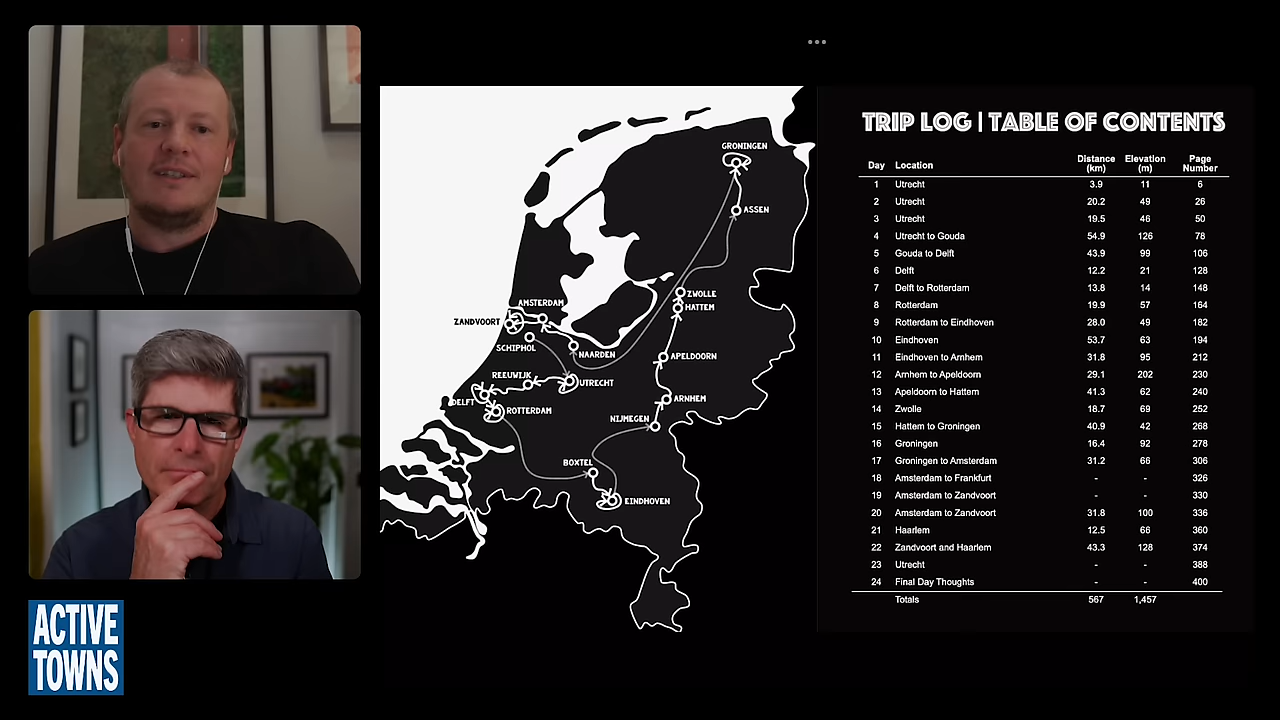 ACTIVE
TOWNS
GRONINGEN
ASSEN
ZWOLLE
HATTEM
AMSTERDAM
ZANDVOORT
SCHIPHOL
NAARDEN
APELDOORN
REEUWIJK
UTRECHT
DELFT
ROTTERDAM
ARNHEM
NIJMEGEN
BOXTEL
EINDHOVEN
TRIP LOG | TABLE OF CONTENTS
Day Location Distance (km) Elevation (m) Page Number
1 Utrecht 3.9 11 6
2 Utrecht 20.2 49 26
3 Utrecht 19.5 46 50
4 Utrecht to Gouda 54.9 126 78
5 Gouda to Delft 43.9 99 106
6 Delft 12.2 21 128
7 Delft to Rotterdam 13.8 14 148
8 Rotterdam 19.9 57 164
9 Rotterdam to Eindhoven 28.0 49 182
10 Eindhoven 53.7 63 194
11 Eindhoven to Arnhem 31.8 95 212
12 Arnhem to Apeldoorn 29.1 202 230
13 Apeldoorn to Hattem 41.3 62 240
14 Zwolle 18.7 69 252
15 Hattem to Groningen 40.9 42 268
16 Groningen 16.4 92 278
17 Groningen to Amsterdam 31.2 66 306
18 Amsterdam to Frankfurt - - 326
19 Amsterdam to Zandvoort - - 330
20 Amsterdam to Zandvoort 31.8 100 336
21 Haarlem 12.5 66 360
22 Zandvoort and Haarlem 43.3 128 374
23 Utrecht - - 388
24 Final Day Thoughts - - 400
Totals 567 1,457